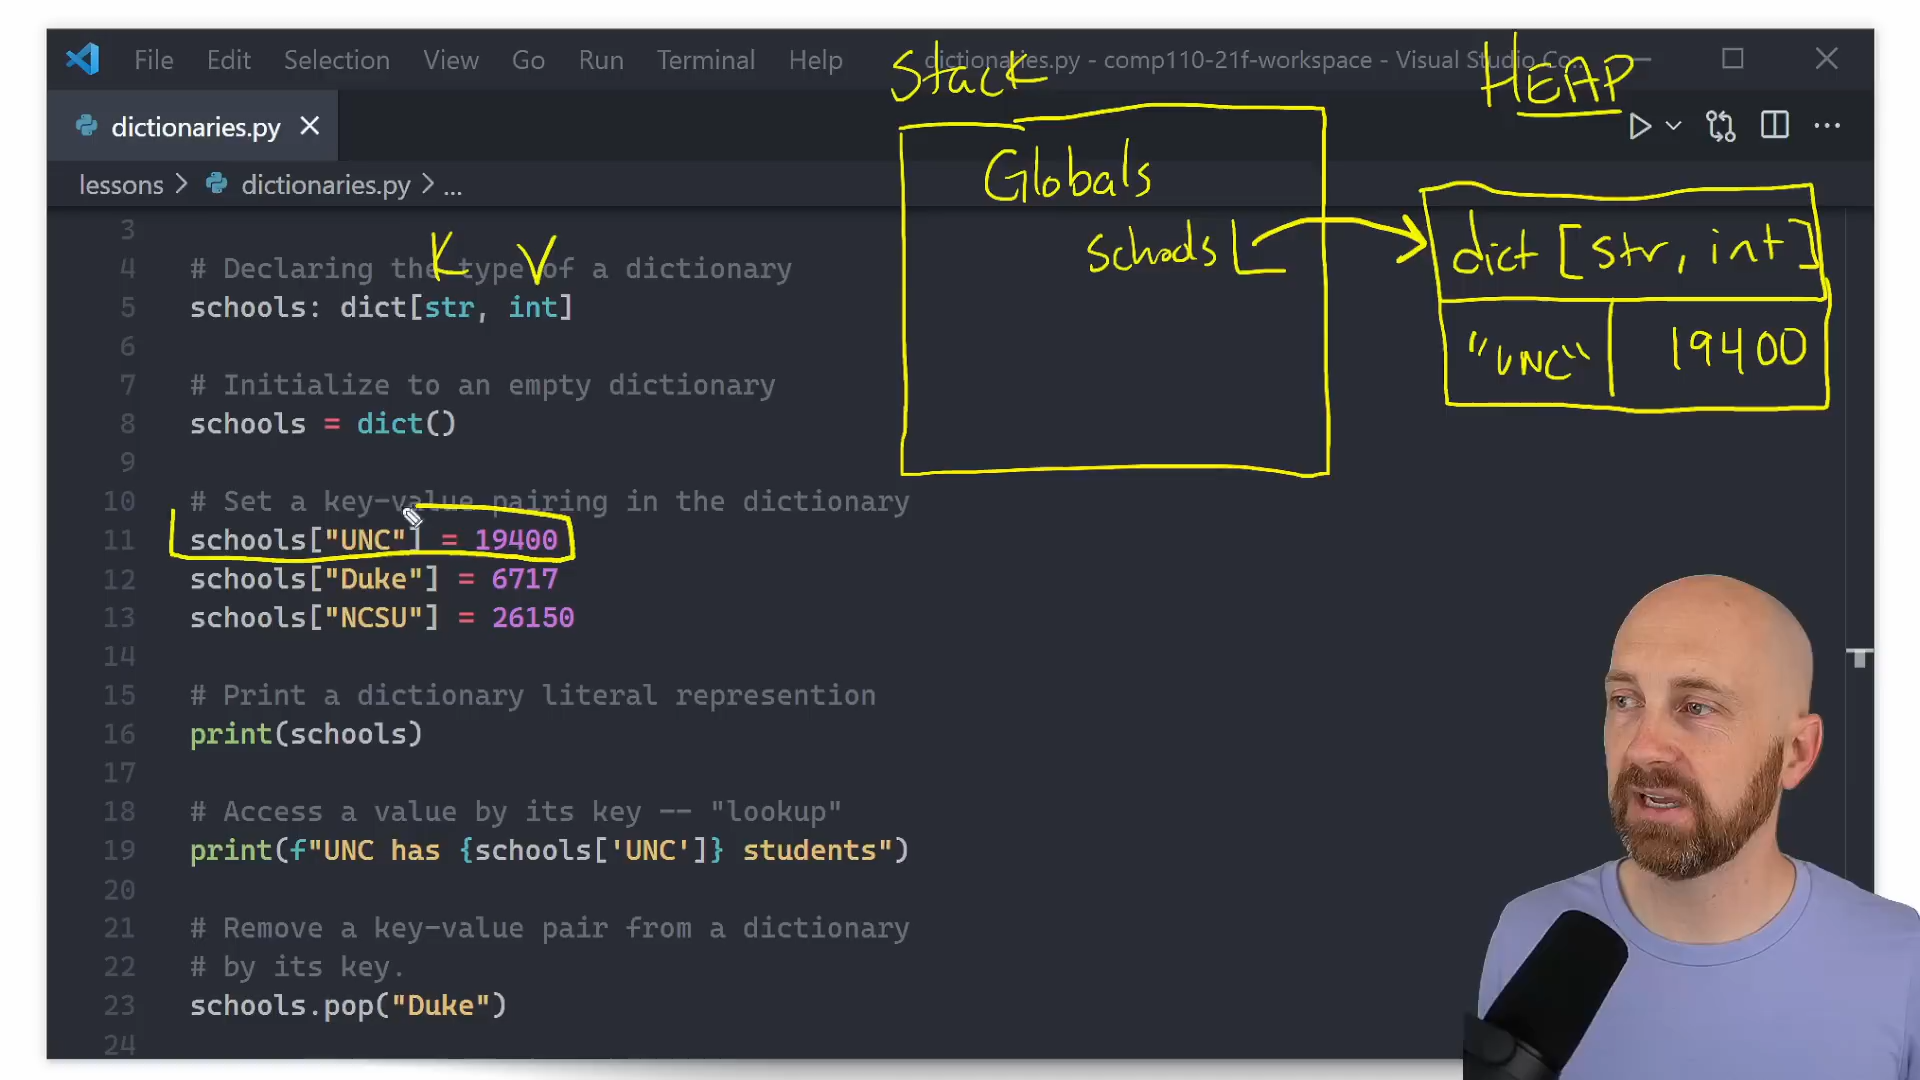 File Edit Selection View Go Run Terminal Help dictionaries.py - comp110-21f-workspace - Visual Studio Co...
Stack
HEAP
dictionaries.py
lessons > dictionaries.py > ...
Globals
schools
dict [str, int]
"UNC" 19400
K V
3
4 # Declaring the type of a dictionary
5 schools: dict[str, int]
6
7 # Initialize to an empty dictionary
8 schools = dict()
9
10 # Set a key-value pairing in the dictionary
11 schools["UNC"] = 19400
12 schools["Duke"] = 6717
13 schools["NCSU"] = 26150
14
15 # Print a dictionary literal represention
16 print(schools)
17
18 # Access a value by its key -- "lookup"
19 print(f"UNC has {schools['UNC']} students")
20
21 # Remove a key-value pair from a dictionary
22 # by its key.
23 schools.pop("Duke")
24